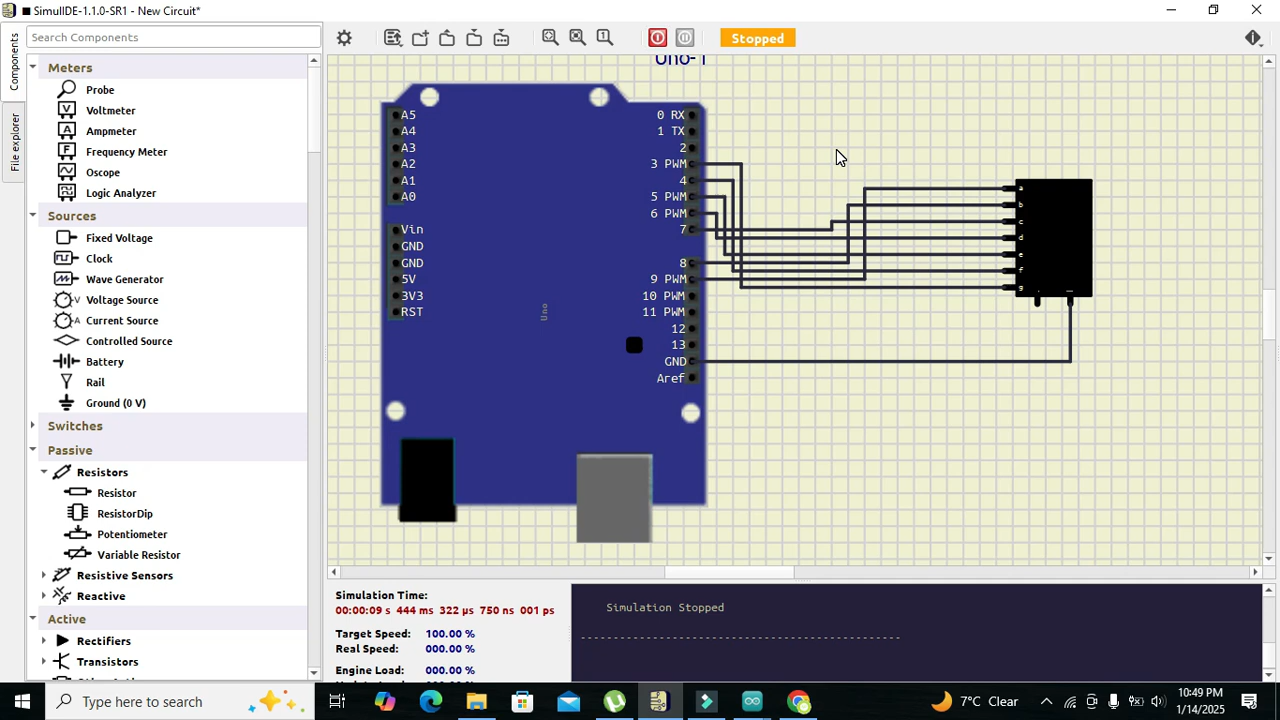 SimulIDE-1.1.0-SR1 - New Circuit*
Components
File explorer
Search Components
Meters
Probe
Voltmeter
Ampmeter
Frequency Meter
Oscope
Logic Analyzer
Sources
Fixed Voltage
Clock
Wave Generator
Voltage Source
Current Source
Controlled Source
Battery
Rail
Ground (0 V)
Switches
Passive
Resistors
Resistor
ResistorDip
Potentiometer
Variable Resistor
Resistive Sensors
Reactive
Active
Rectifiers
Transistors
Stopped
Uno-1
A5
A4
A3
A2
A1
A0
Vin
GND
GND
5V
3V3
RST
Uno
0 RX
1 TX
2
3 PWM
4
5 PWM
6 PWM
7
8
9 PWM
10 PWM
11 PWM
12
13
GND
Aref
a
b
c
d
e
f
g
Simulation Time:
00:00:09 s 444 ms 322 µs 750 ns 001 ps
Target Speed: 100.00 %
Real Speed: 000.00 %
Engine Load: 000.00 %
Simulation Stopped
Type here to search
7°C Clear
10:49 PM
1/14/2025